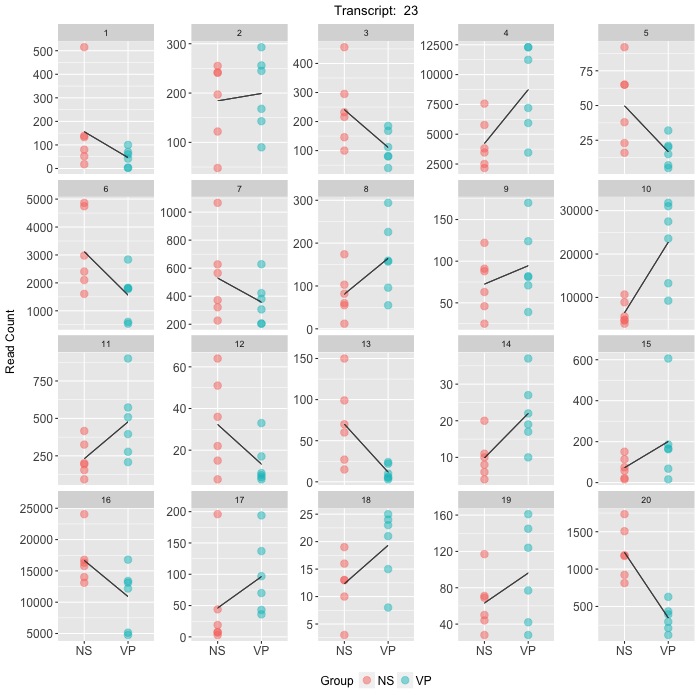 Transcript: 23
1 2 3 4 5
500 400 300 200 100 0
300 200 100
400 300 200 100
12500 10000 7500 5000 2500
75 50 25
6 7 8 9 10
5000 4000 3000 2000 1000
1000 800 600 400 200
300 200 100 0
150 100 50
30000 20000 10000
Read Count
11 12 13 14 15
750 500 250
60 40 20
150 100 50 0
30 20 10
600 400 200 0
16 17 18 19 20
25000 20000 15000 10000 5000
200 150 100 50 0
25 20 15 10 5
160 120 80 40
1500 1000 500
NS VP NS VP NS VP NS VP NS VP
Group NS VP